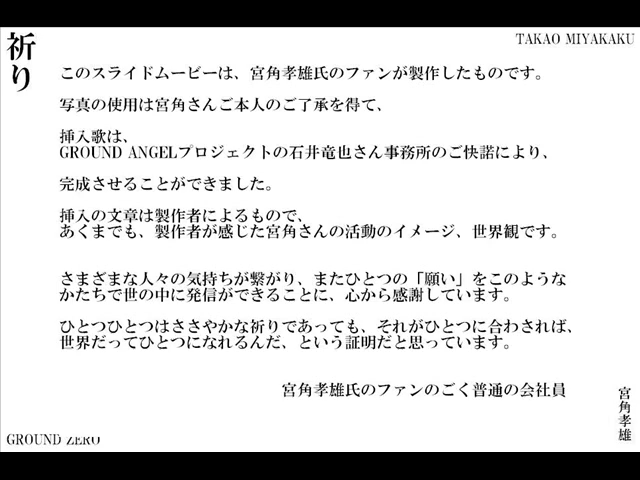 祈り
TAKAO MIYAKAKU
このスライドムービーは、宮角孝雄氏のファンが製作したものです。
写真の使用は宮角さんご本人のご了承を得て、
挿入歌は、
GROUND ANGELプロジェクトの石井竜也さん事務所のご快諾により、
完成させることができました。
挿入の文章は製作者によるもので、
あくまでも、製作者が感じた宮角さんの活動のイメージ、世界観です。
さまざまな人々の気持ちが繋がり、またひとつの「願い」をこのような
かたちで世の中に発信ができることに、心から感謝しています。
ひとつひとつはささやかな祈りであっても、それがひとつに合わされば、
世界だってひとつになれるんだ、という証明だと思っています。
宮角孝雄氏のファンのごく普通の会社員
宮角孝雄
GROUND ZERO